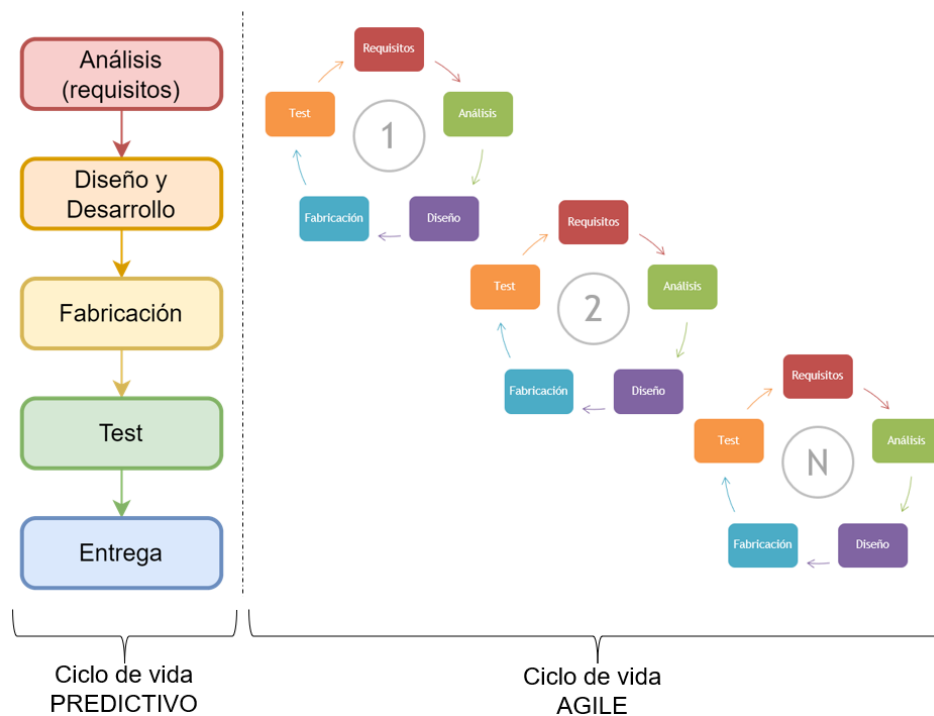 Análisis
(requisitos)
Diseño y
Desarrollo
Fabricación
Test
Entrega
Ciclo de vida
PREDICTIVO
Requisitos
Test
Análisis
1
Fabricación
Diseño
Requisitos
Test
Análisis
2
Fabricación
Diseño
Requisitos
Test
Análisis
N
Fabricación
Diseño
Ciclo de vida
AGILE